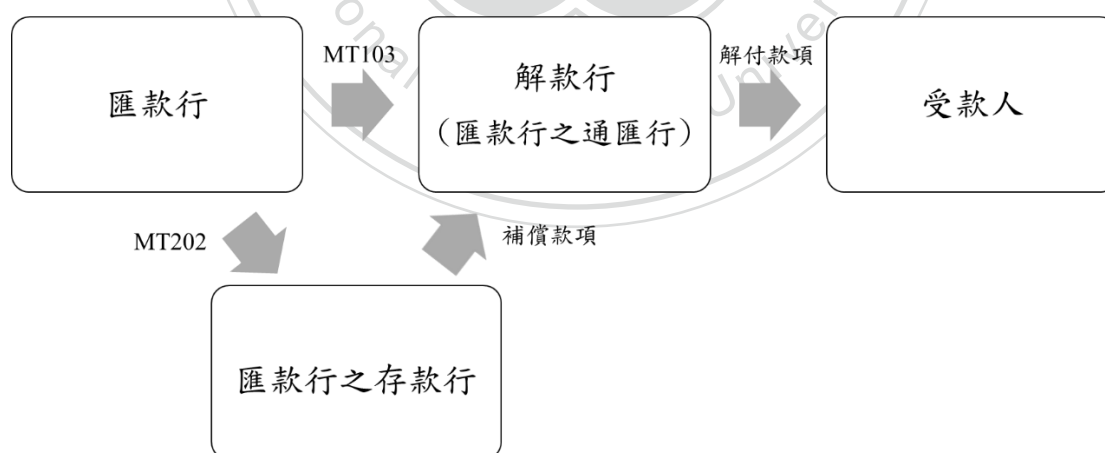 匯款行
MT103
解款行
（匯款行之通匯行）
解付款項
受款人
MT202
補償款項
匯款行之存款行